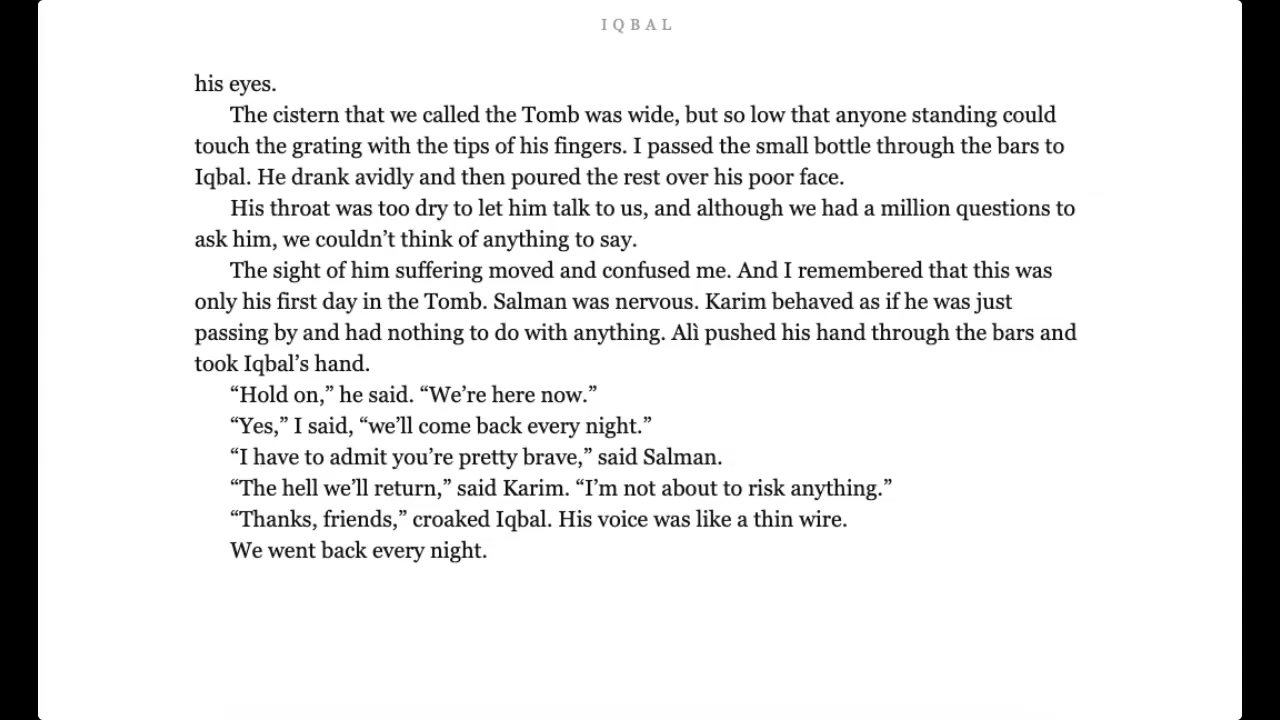 IQBAL
his eyes.
The cistern that we called the Tomb was wide, but so low that anyone standing could
touch the grating with the tips of his fingers. I passed the small bottle through the bars to
Iqbal. He drank avidly and then poured the rest over his poor face.
His throat was too dry to let him talk to us, and although we had a million questions to
ask him, we couldn’t think of anything to say.
The sight of him suffering moved and confused me. And I remembered that this was
only his first day in the Tomb. Salman was nervous. Karim behaved as if he was just
passing by and had nothing to do with anything. Alì pushed his hand through the bars and
took Iqbal’s hand.
“Hold on,” he said. “We’re here now.”
“Yes,” I said, “we’ll come back every night.”
“I have to admit you’re pretty brave,” said Salman.
“The hell we’ll return,” said Karim. “I’m not about to risk anything.”
“Thanks, friends,” croaked Iqbal. His voice was like a thin wire.
We went back every night.